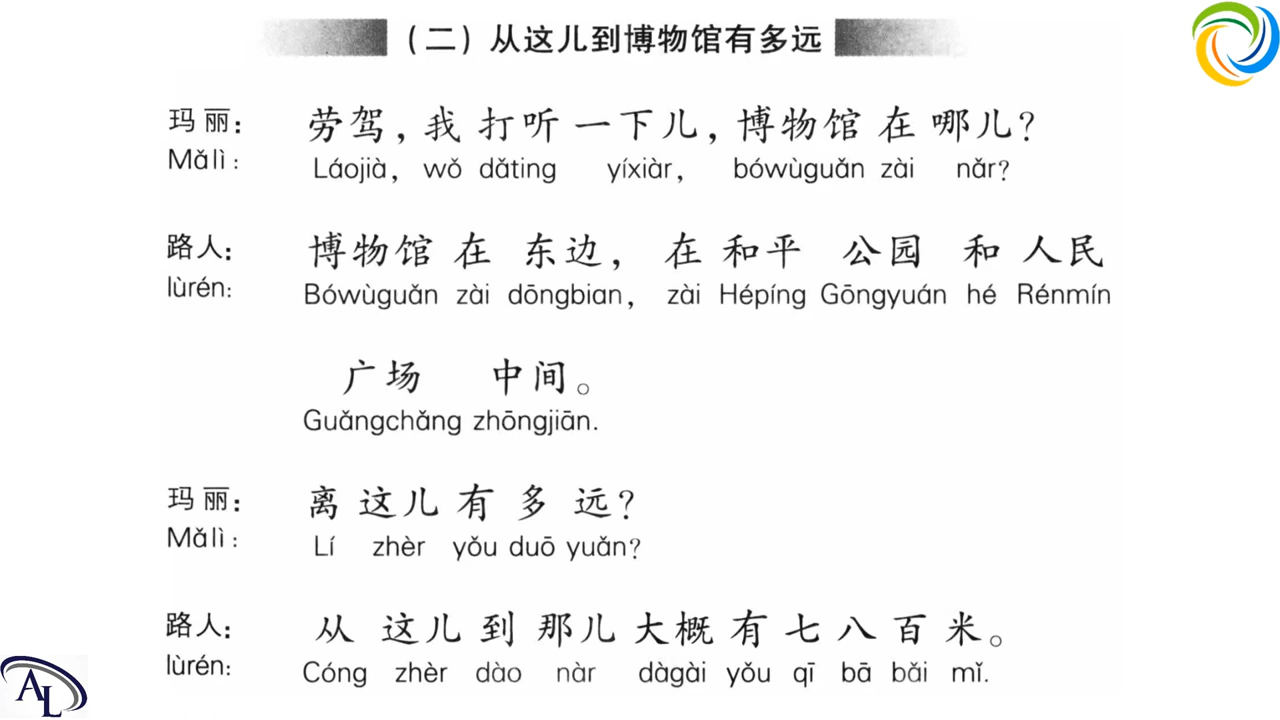 （二）从这儿到博物馆有多远
玛丽： 劳驾，我 打听 一下儿，博物馆 在 哪儿？
Mǎlì： Láojià, wǒ dǎting yíxiàr, bówùguǎn zài nǎr?
路人： 博物馆 在 东边， 在 和平 公园 和 人民
lùrén: Bówùguǎn zài dōngbian, zài Hépíng Gōngyuán hé Rénmín
广场 中间。
Guǎngchǎng zhōngjiān.
玛丽： 离 这儿 有 多 远？
Mǎlì： Lí zhèr yǒu duō yuǎn?
路人： 从 这儿 到 那儿 大概 有 七 八 百 米。
lùrén: Cóng zhèr dào nàr dàgài yǒu qī bā bǎi mǐ.
AL